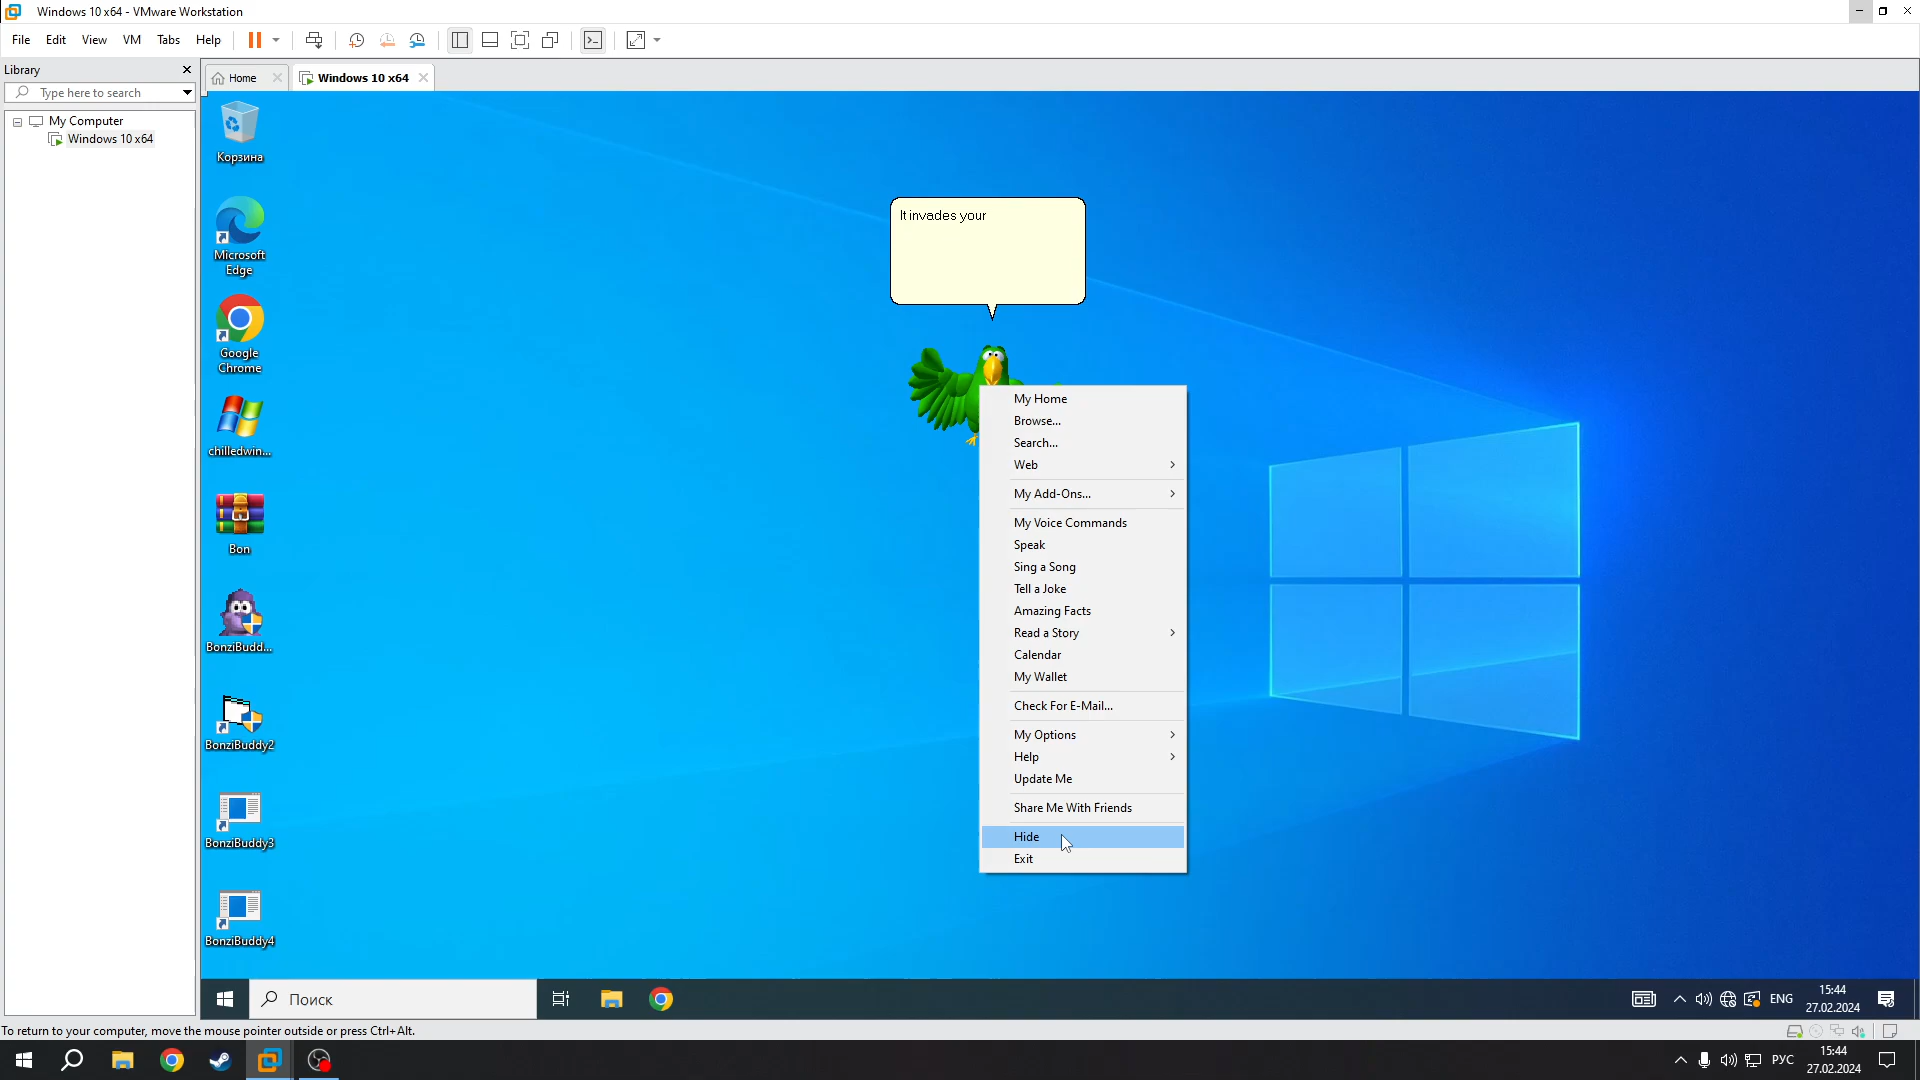 Windows 10 x64 - VMware Workstation
File Edit View VM Tabs Help
Library
Home
Windows 10 x64
Type here to search
My Computer
Windows 10 x64
Корзина
Microsoft
Edge
Google
Chrome
chilledwin...
Bon
BonziBudd...
BonziBuddy2
BonziBuddy3
BonziBuddy4
It invades your
My Home
Browse...
Search...
Web
My Add-Ons...
My Voice Commands
Speak
Sing a Song
Tell a Joke
Amazing Facts
Read a Story
Calendar
My Wallet
Check For E-Mail...
My Options
Help
Update Me
Share Me With Friends
Hide
Exit
Поиск
ENG
15:44
27.02.2024
To return to your computer, move the mouse pointer outside or press Ctrl+Alt.
РУС
15:44
27.02.2024